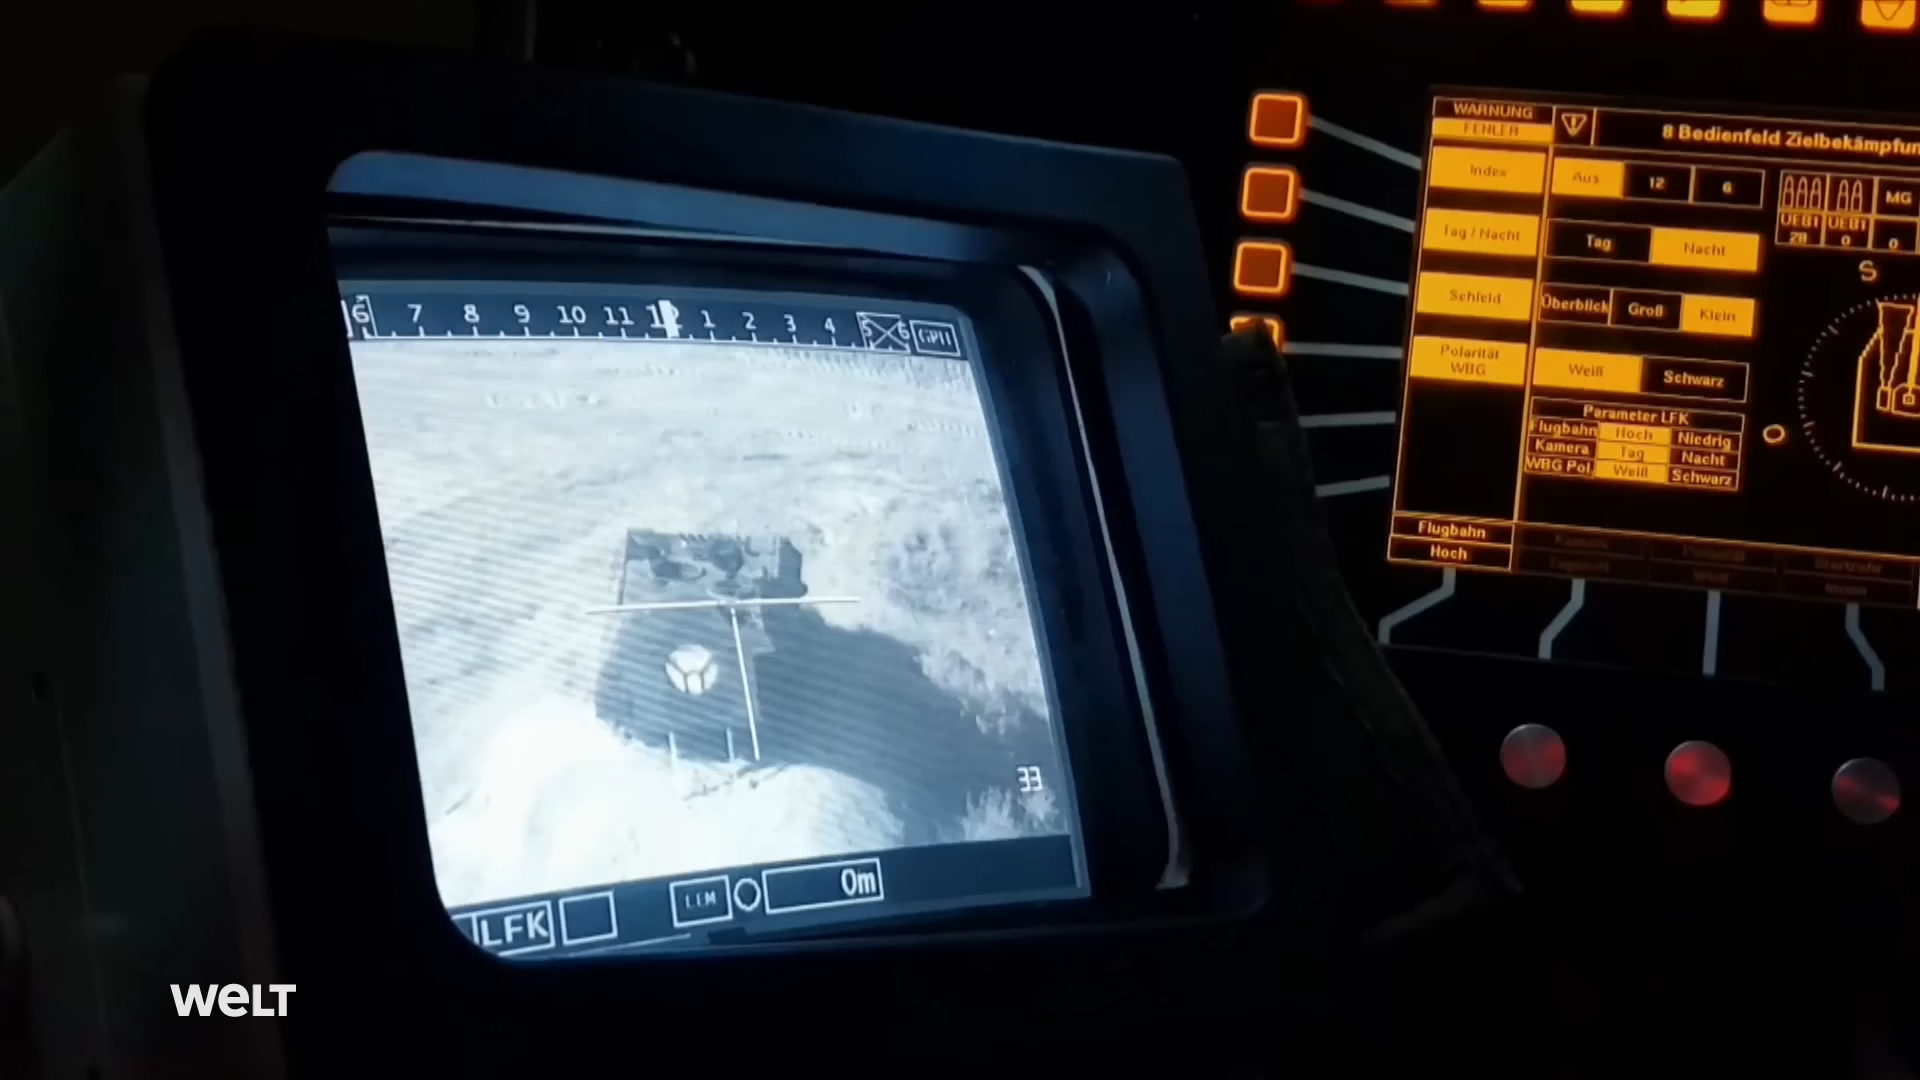 6 7 8 9 10 11 12 1 2 3 4 5 6
33
LFK
0m
WELT
WARNUNG
FEHLER
8 Bedienfeld Zielbekämpfun
Index
Aus 12 6
MG
UEB1 UEB1
28 0 0
Tag / Nacht
Tag Nacht
S
Sehfeld
Überblick Groß Klein
Polarität
WBG
Weiß Schwarz
Parameter LFK
Flugbahn Hoch Niedrig
Kamera Tag Nacht
WBG Pol. Weiß Schwarz
Flugbahn
Hoch